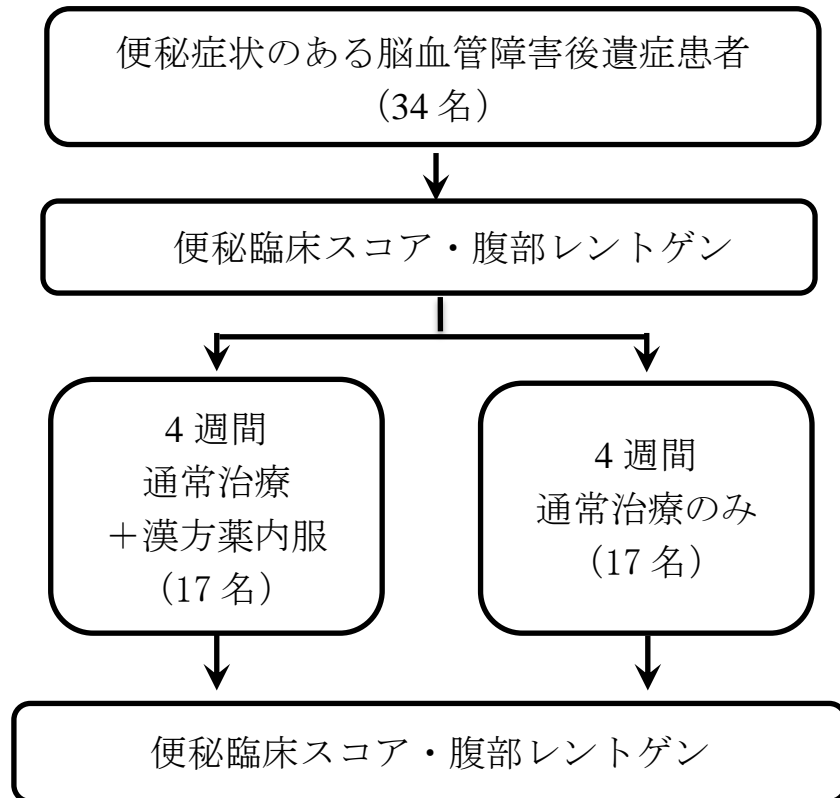 便秘症状のある脳血管障害後遺症患者
（34 名）
便秘臨床スコア・腹部レントゲン
4 週間
通常治療
＋漢方薬内服
（17 名）
4 週間
通常治療のみ
（17 名）
便秘臨床スコア・腹部レントゲン